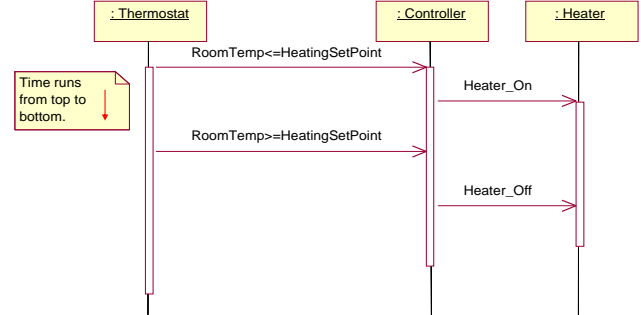 : Thermostat
: Controller
: Heater
RoomTemp<=HeatingSetPoint
Time runs
from top to
bottom.
Heater_On
RoomTemp>=HeatingSetPoint
Heater_Off